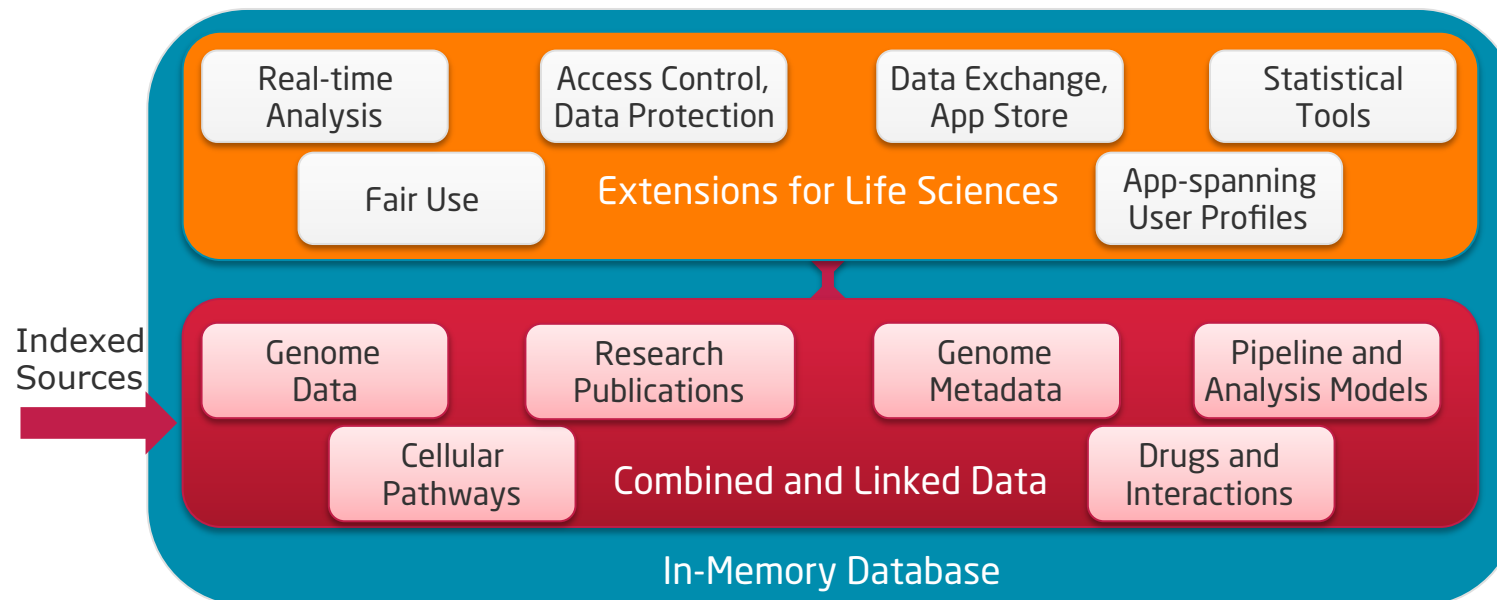 Real-time
Analysis
Access Control,
Data Protection
Data Exchange,
App Store
Statistical
Tools
Fair Use
Extensions for Life Sciences
App-spanning
User Profiles
Indexed
Sources
Genome
Data
Research
Publications
Genome
Metadata
Pipeline and
Analysis Models
Cellular
Pathways
Combined and Linked Data
Drugs and
Interactions
In-Memory Database